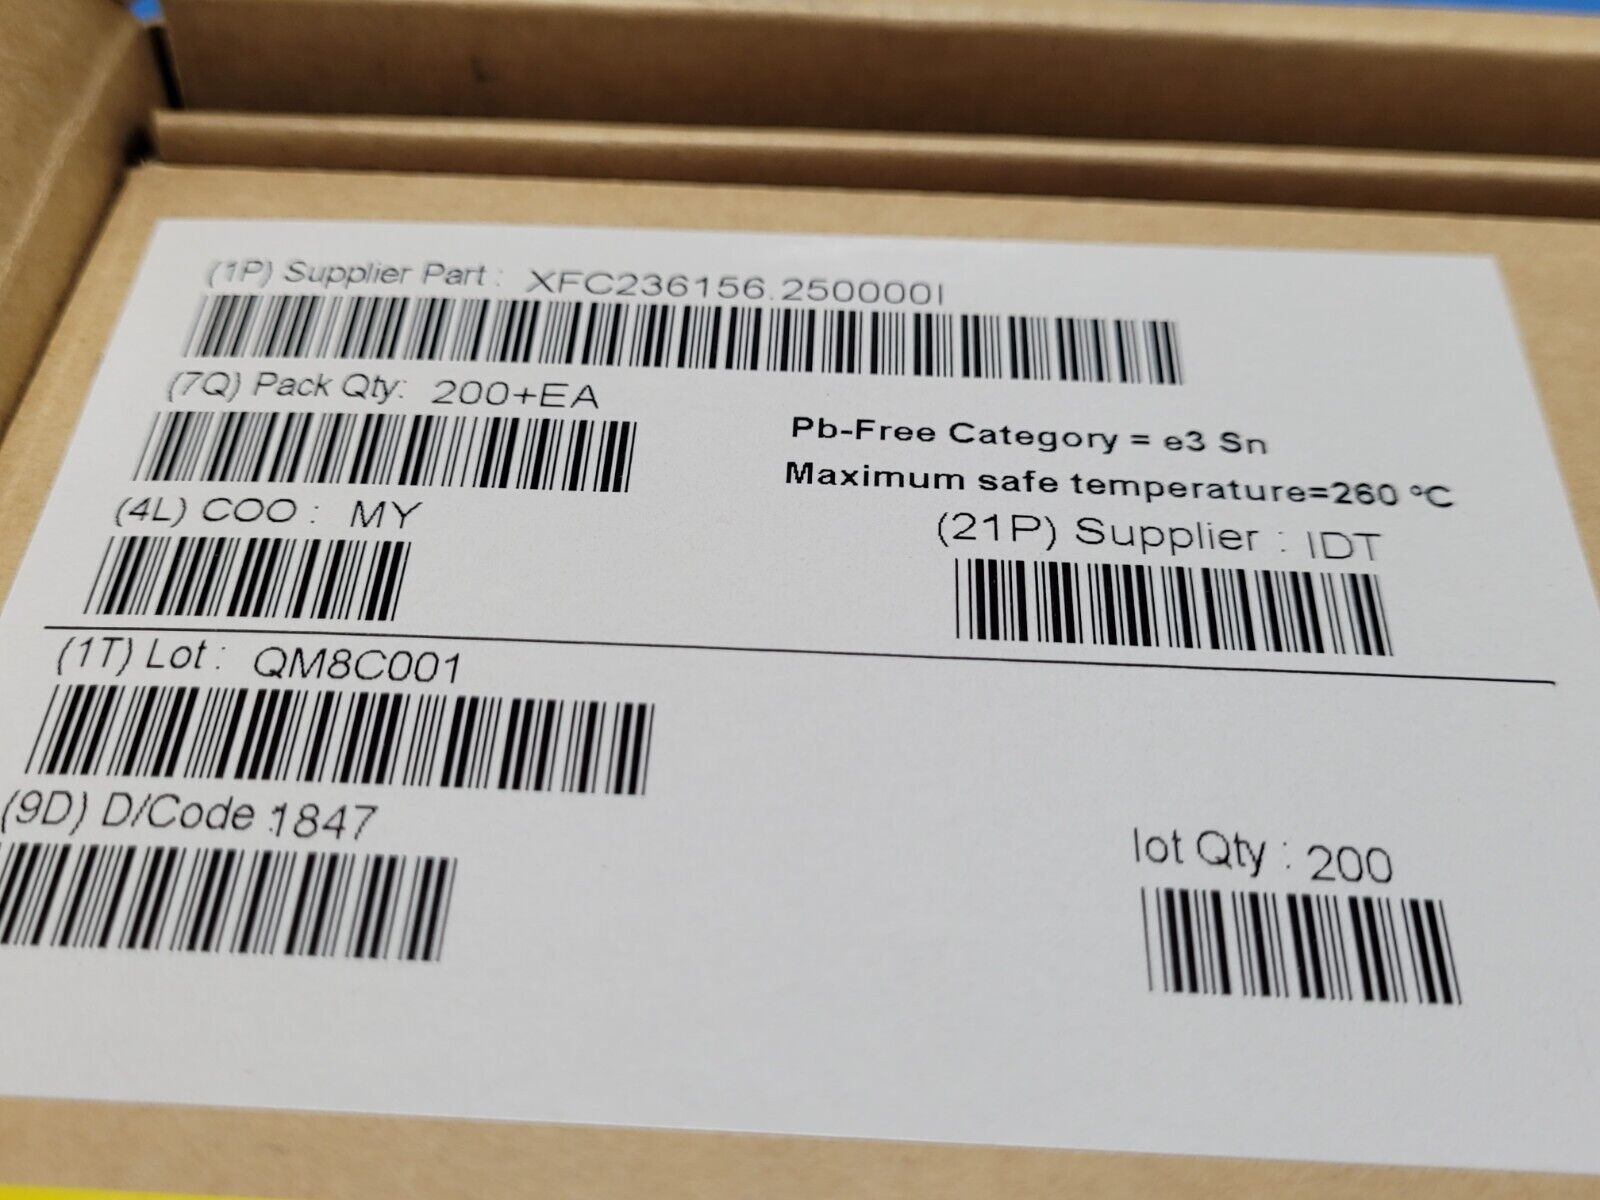 (1P) Supplier Part : XFC236156.250000I
(7Q) Pack Qty: 200+EA
Pb-Free Category = e3 Sn
Maximum safe temperature=260 °C
(4L) COO : MY
(21P) Supplier : IDT
(1T) Lot : QM8C001
(9D) D/Code :1847
lot Qty : 200